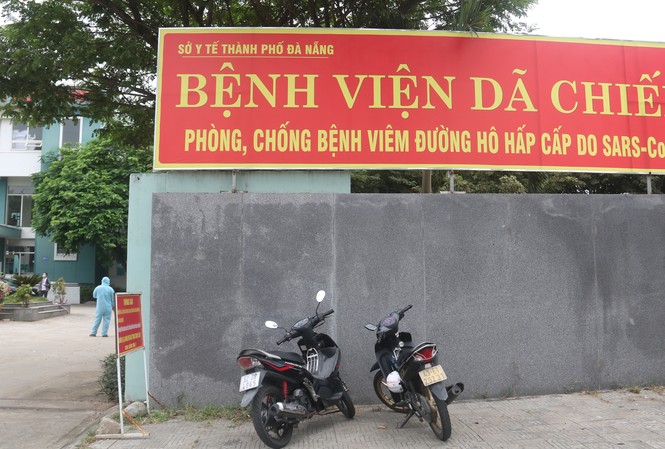 SỞ Y TẾ THÀNH PHỐ ĐÀ NẴNG
BỆNH VIỆN DÃ CHIẾ
PHÒNG, CHỐNG BỆNH VIÊM ĐƯỜNG HÔ HẤP CẤP DO SARS-Co